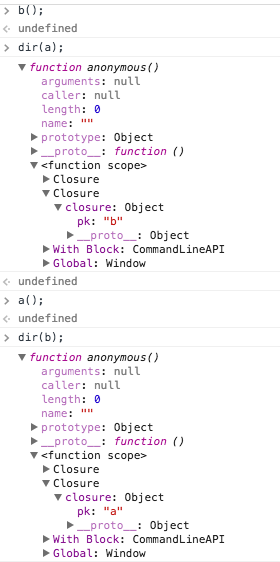 b();
undefined
dir(a);
function anonymous()
arguments: null
caller: null
length: 0
name: ""
prototype: Object
__proto__: function ()
<function scope>
Closure
Closure
closure: Object
pk: "b"
__proto__: Object
With Block: CommandLineAPI
Global: Window
undefined
a();
undefined
dir(b);
function anonymous()
arguments: null
caller: null
length: 0
name: ""
prototype: Object
__proto__: function ()
<function scope>
Closure
Closure
closure: Object
pk: "a"
__proto__: Object
With Block: CommandLineAPI
Global: Window